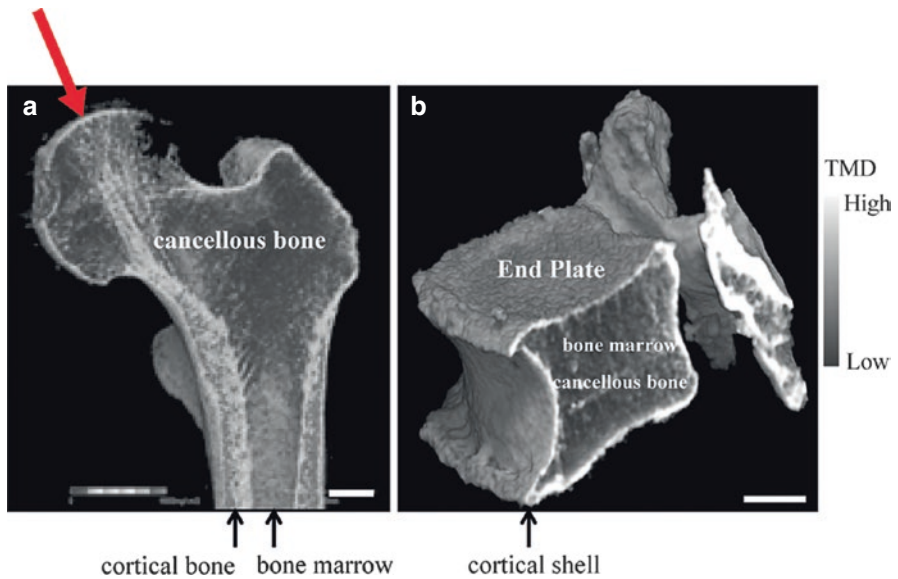 a
b
TMD
High
Low
cancellous bone
End Plate
bone marrow
cancellous bone
cortical bone
bone marrow
cortical shell